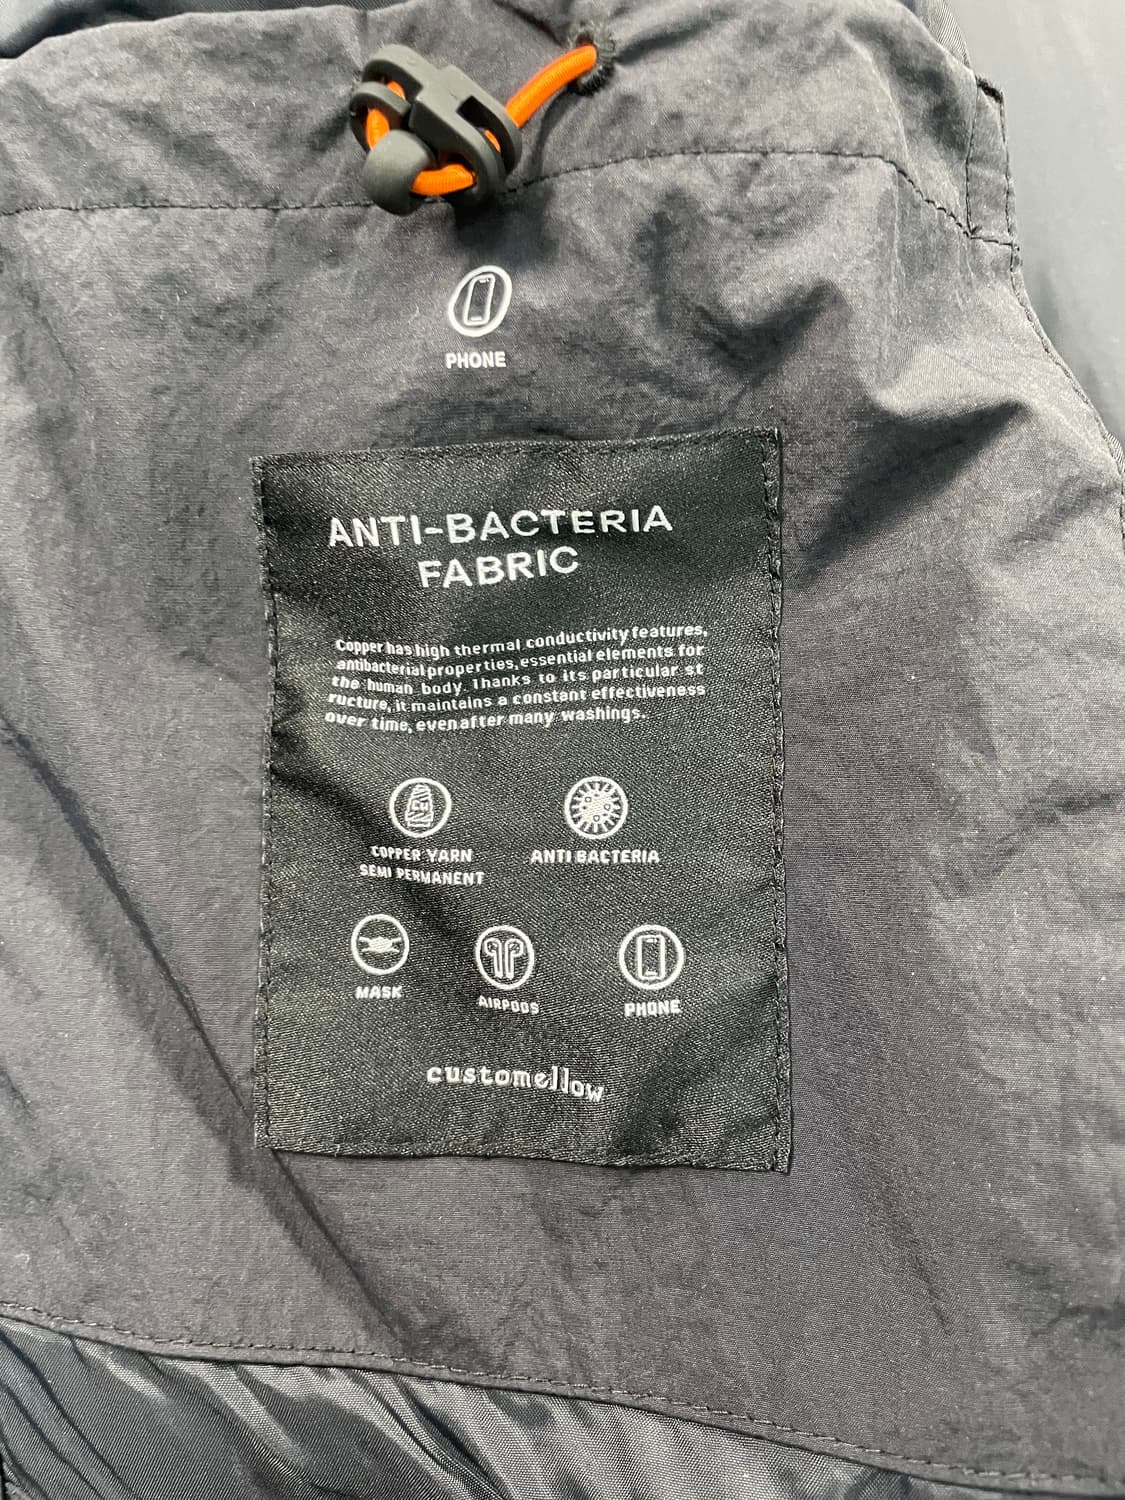 PHONE
ANTI-BACTERIA
FABRIC
Copper has high thermal conductivity features,
antibacterial properties, essential elements for
the human body. Thanks to its particular st
ructure, it maintains a constant effectiveness
over time, even after many washings.
Cu
COPPER YARN
SEMI PERMANENT
ANTI BACTERIA
MASK
AIRPODS
PHONE
customellow